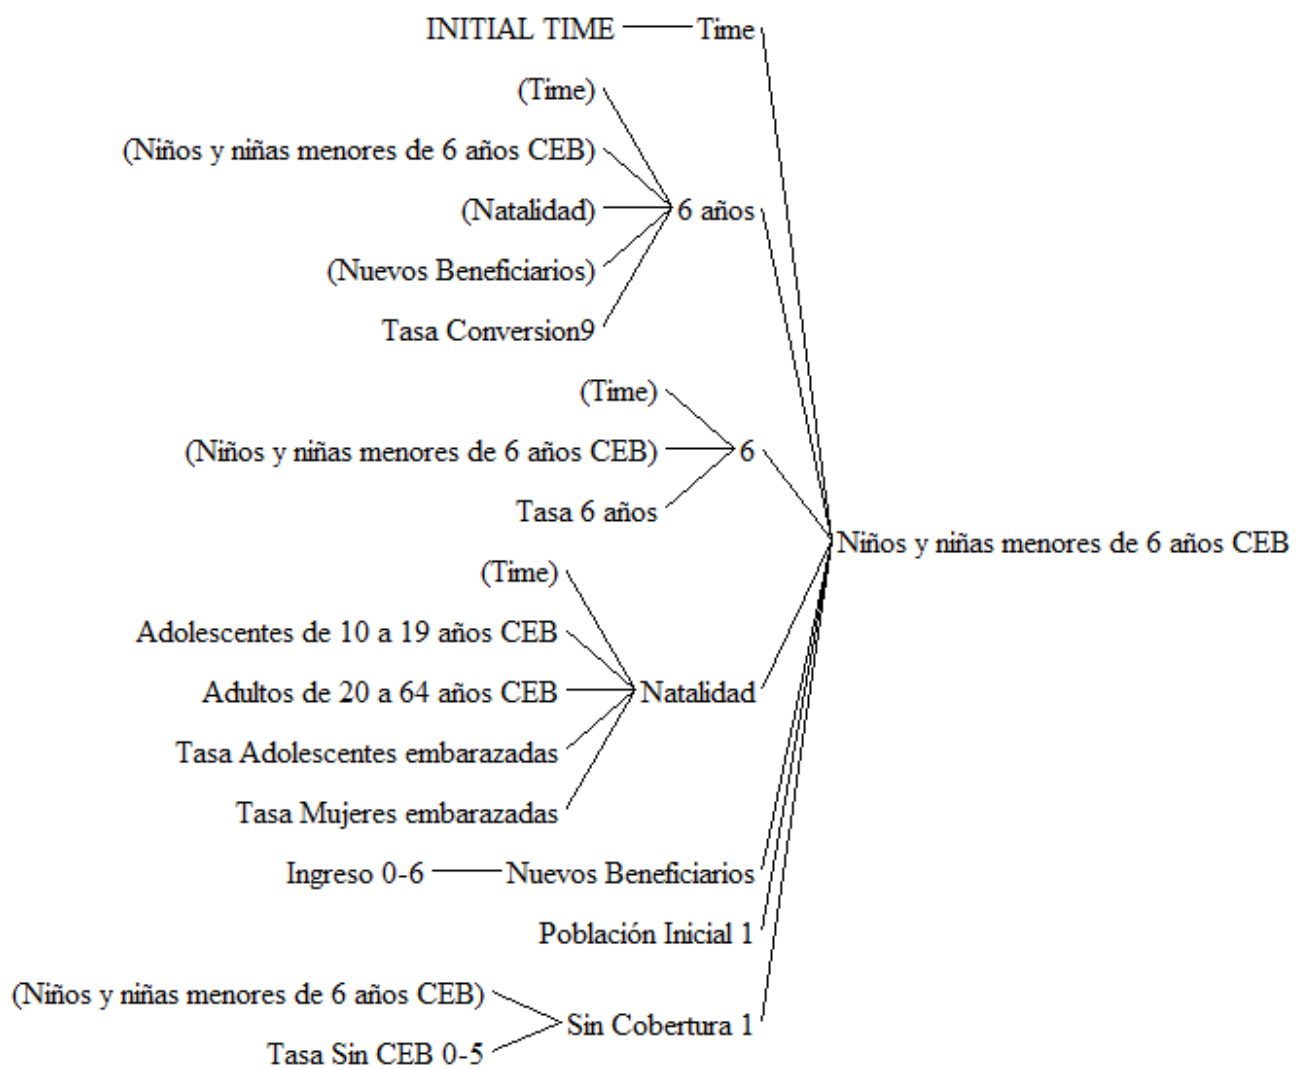 INITIAL TIME Time
(Time)
(Niños y niñas menores de 6 años CEB)
(Natalidad) 6 años
(Nuevos Beneficiarios)
Tasa Conversion9
(Time)
(Niños y niñas menores de 6 años CEB) 6
Tasa 6 años
Niños y niñas menores de 6 años CEB
(Time)
Adolescentes de 10 a 19 años CEB
Adultos de 20 a 64 años CEB Natalidad
Tasa Adolescentes embarazadas
Tasa Mujeres embarazadas
Ingreso 0-6 Nuevos Beneficiarios
Población Inicial 1
(Niños y niñas menores de 6 años CEB)
Sin Cobertura 1
Tasa Sin CEB 0-5